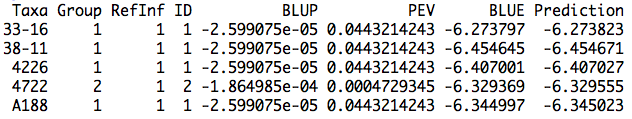 Taxa Group RefInf ID BLUP PEV BLUE Prediction
33-16 1 1 1 -2.599075e-05 0.0443214243 -6.273797 -6.273823
38-11 1 1 1 -2.599075e-05 0.0443214243 -6.454645 -6.454671
4226 1 1 1 -2.599075e-05 0.0443214243 -6.407001 -6.407027
4722 2 1 2 -1.864985e-04 0.0004729345 -6.329369 -6.329555
A188 1 1 1 -2.599075e-05 0.0443214243 -6.344997 -6.345023